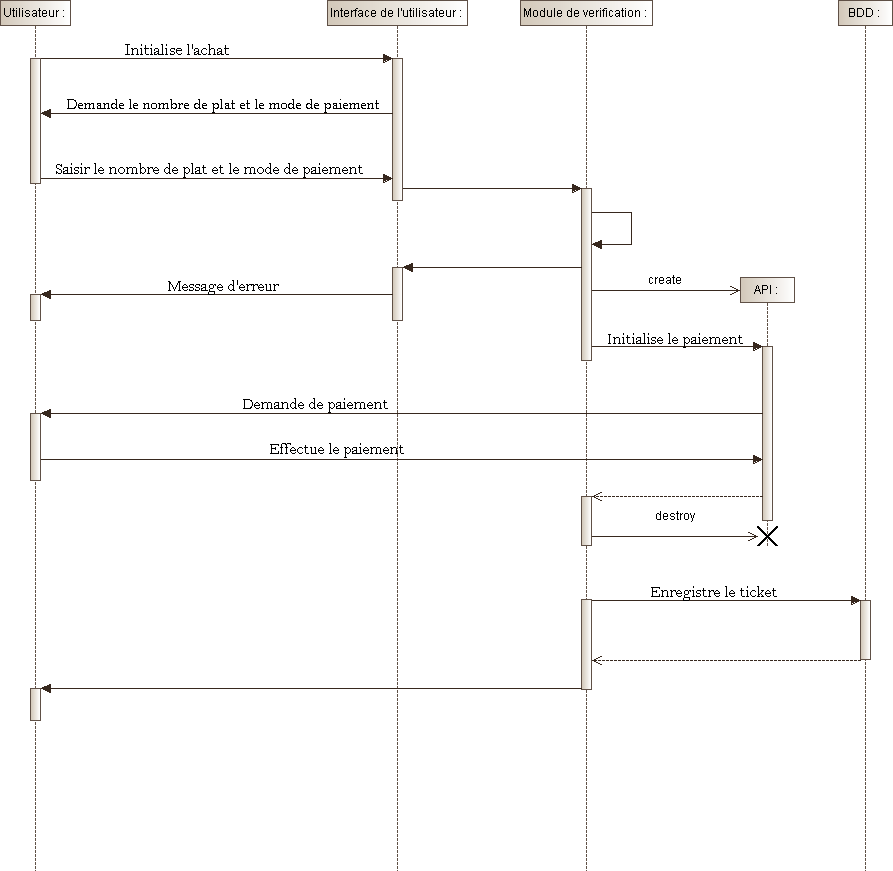 Utilisateur :
Interface de l'utilisateur :
Module de verification :
BDD :
Initialise l'achat
Demande le nombre de plat et le mode de paiement
Saisir le nombre de plat et le mode de paiement
create
API :
Message d'erreur
Initialise le paiement
Demande de paiement
Effectue le paiement
destroy
Enregistre le ticket